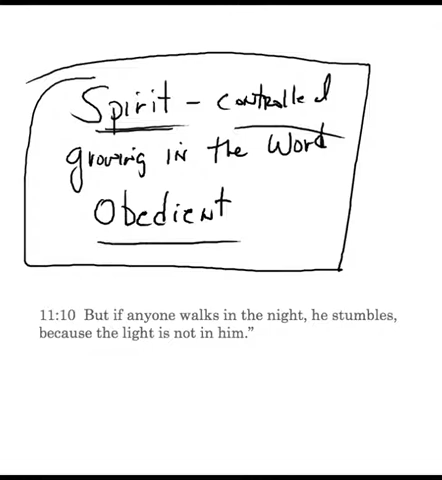 Spirit - controlled
growing in the Word
Obedient
11:10 But if anyone walks in the night, he stumbles,
because the light is not in him.”